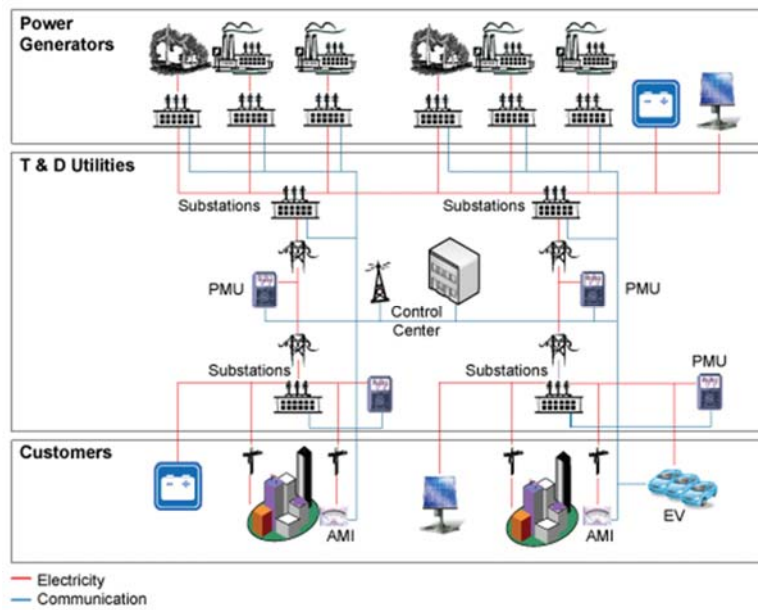 Power
Generators
T & D Utilities
Substations
Substations
PMU
Control
Center
PMU
Substations
Substations
PMU
Customers
AMI
EV
AMI
Electricity
Communication